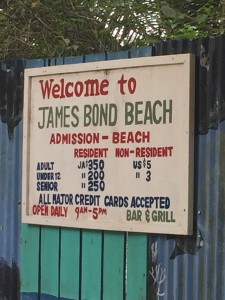 Welcome to
JAMES BOND BEACH
ADMISSION - BEACH
RESIDENT NON-RESIDENT
ADULT JA$350 US$5
UNDER 12 " 200 " 3
SENIOR " 250
ALL MAJOR CREDIT CARDS ACCEPTED
OPEN DAILY 9AM-5PM BAR & GRILL